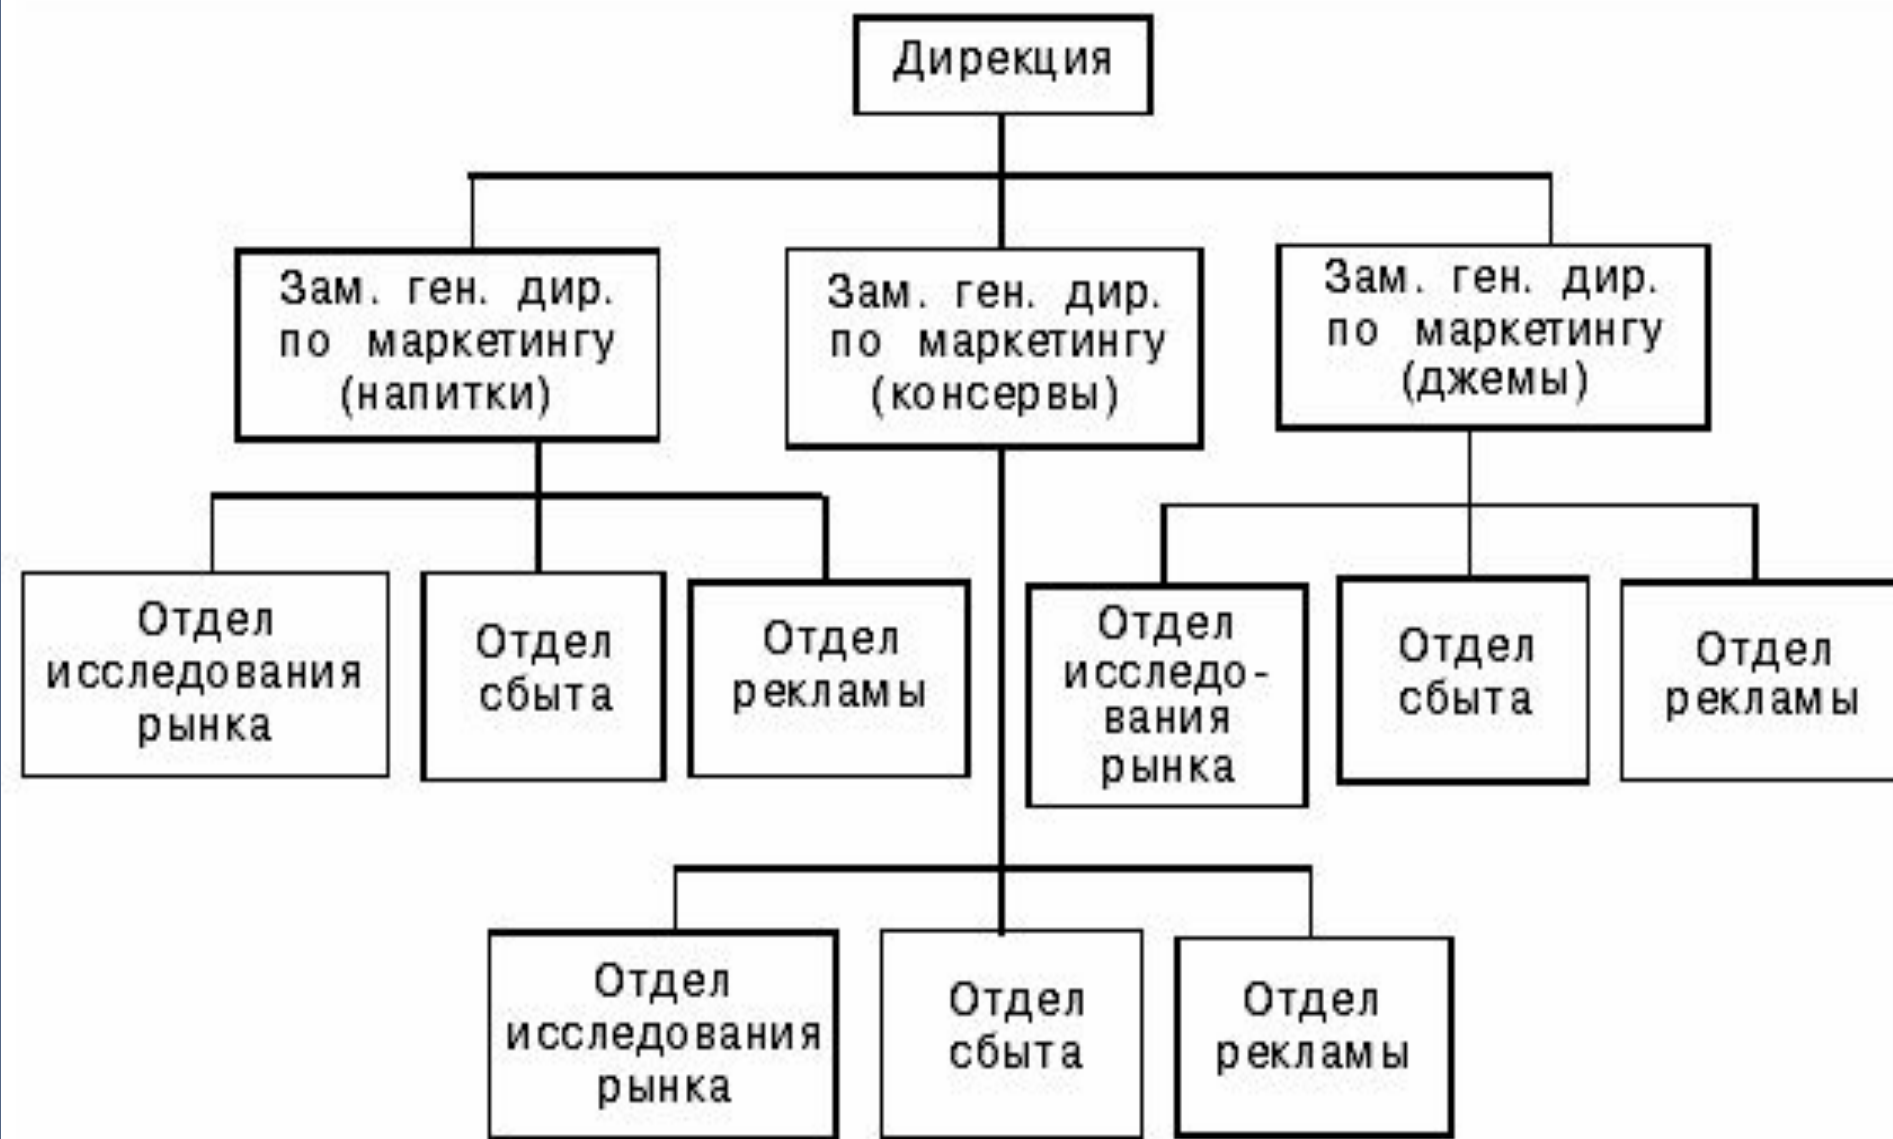 Дирекция
Зам. ген. дир.
по маркетингу
(напитки)
Зам. ген. дир.
по маркетингу
(консервы)
Зам. ген. дир.
по маркетингу
(джемы)
Отдел
исследования
рынка
Отдел
сбыта
Отдел
рекламы
Отдел
исследо-
вания
рынка
Отдел
сбыта
Отдел
рекламы
Отдел
исследования
рынка
Отдел
сбыта
Отдел
рекламы